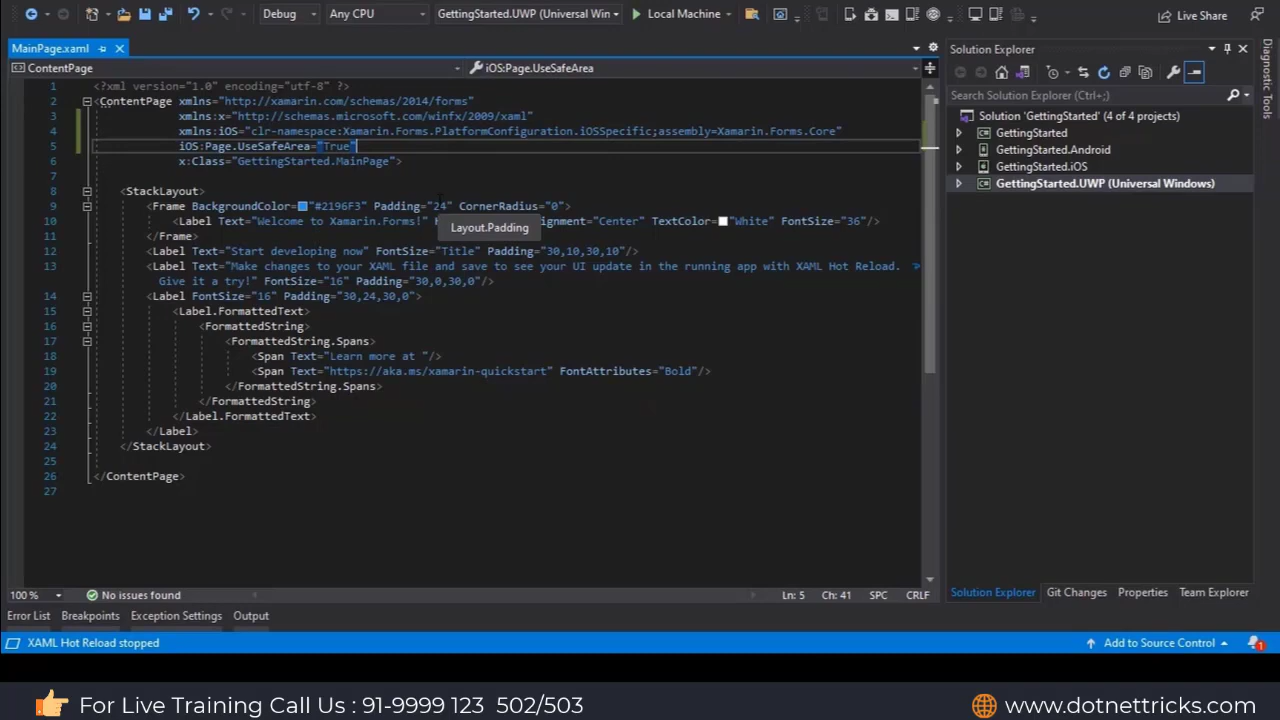 Debug Any CPU GettingStarted.UWP (Universal Win Local Machine Live Share
MainPage.xaml
ContentPage iOS:Page.UseSafeArea
1 <?xml version="1.0" encoding="utf-8" ?>
2 <ContentPage xmlns="http://xamarin.com/schemas/2014/forms"
3 xmlns:x="http://schemas.microsoft.com/winfx/2009/xaml"
4 xmlns:iOS="clr-namespace:Xamarin.Forms.PlatformConfiguration.iOSSpecific;assembly=Xamarin.Forms.Core"
5 iOS:Page.UseSafeArea="True"
6 x:Class="GettingStarted.MainPage">
7
8 <StackLayout>
9 <Frame BackgroundColor="#2196F3" Padding="24" CornerRadius="0">
10 <Label Text="Welcome to Xamarin.Forms!" ignment="Center" TextColor="White" FontSize="36"/>
Layout.Padding
11 </Frame>
12 <Label Text="Start developing now" FontSize="Title" Padding="30,10,30,10"/>
13 <Label Text="Make changes to your XAML file and save to see your UI update in the running app with XAML Hot Reload.
Give it a try!" FontSize="16" Padding="30,0,30,0"/>
14 <Label FontSize="16" Padding="30,24,30,0">
15 <Label.FormattedText>
16 <FormattedString>
17 <FormattedString.Spans>
18 <Span Text="Learn more at "/>
19 <Span Text="https://aka.ms/xamarin-quickstart" FontAttributes="Bold"/>
20 </FormattedString.Spans>
21 </FormattedString>
22 </Label.FormattedText>
23 </Label>
24 </StackLayout>
25
26 </ContentPage>
27
100 % No issues found Ln: 5 Ch: 41 SPC CRLF
Error List Breakpoints Exception Settings Output
Solution Explorer
Search Solution Explorer (Ctrl+;)
Solution 'GettingStarted' (4 of 4 projects)
GettingStarted
GettingStarted.Android
GettingStarted.iOS
GettingStarted.UWP (Universal Windows)
Solution Explorer Git Changes Properties Team Explorer
Diagnostic Tools
XAML Hot Reload stopped Add to Source Control 1
For Live Training Call Us : 91-9999 123 502/503 www.dotnettricks.com